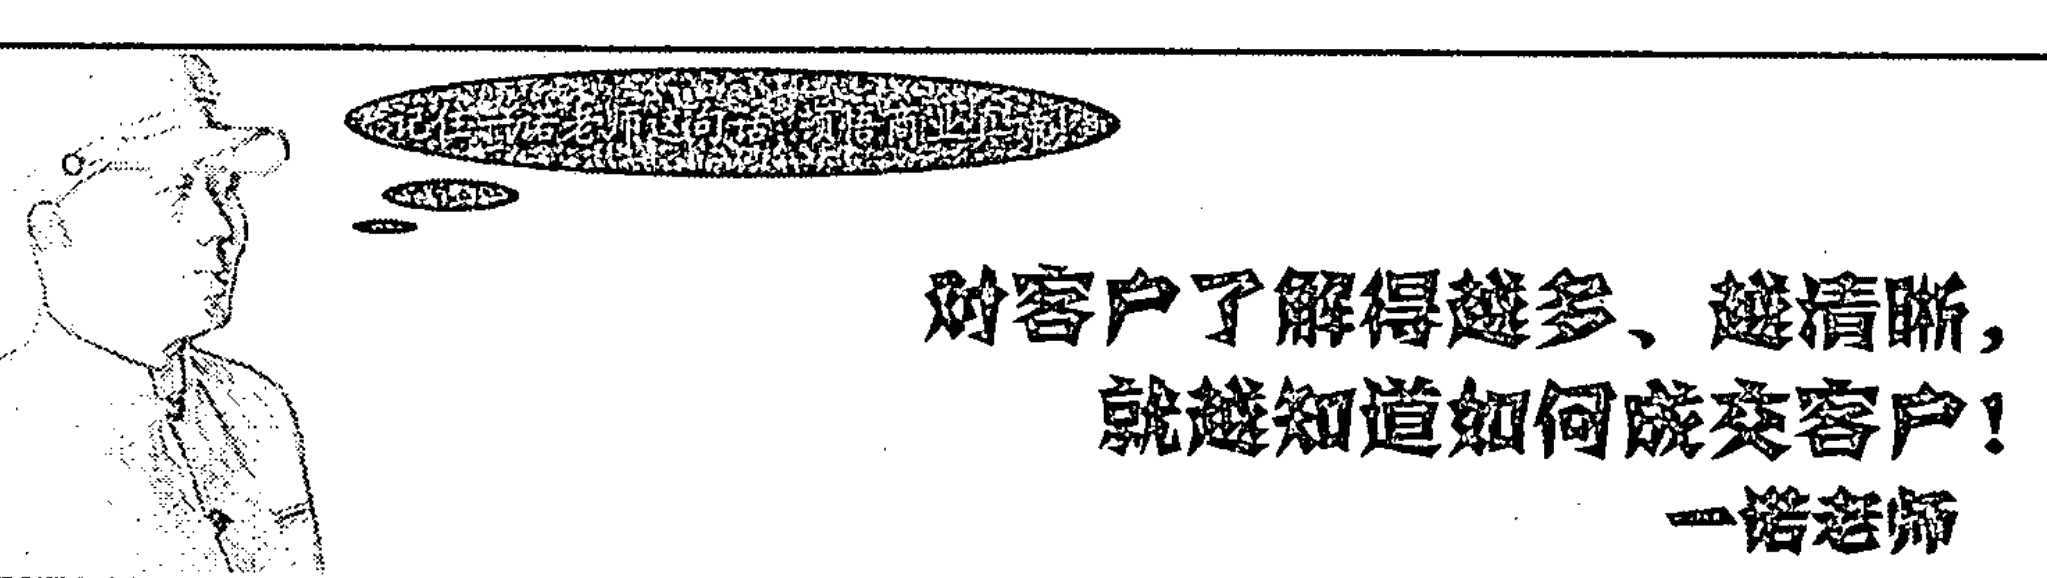 记住一诺老师这句话，领悟商业真谛！
对客户了解得越多、越清晰，
就越知道如何成交客户！
一诺老师